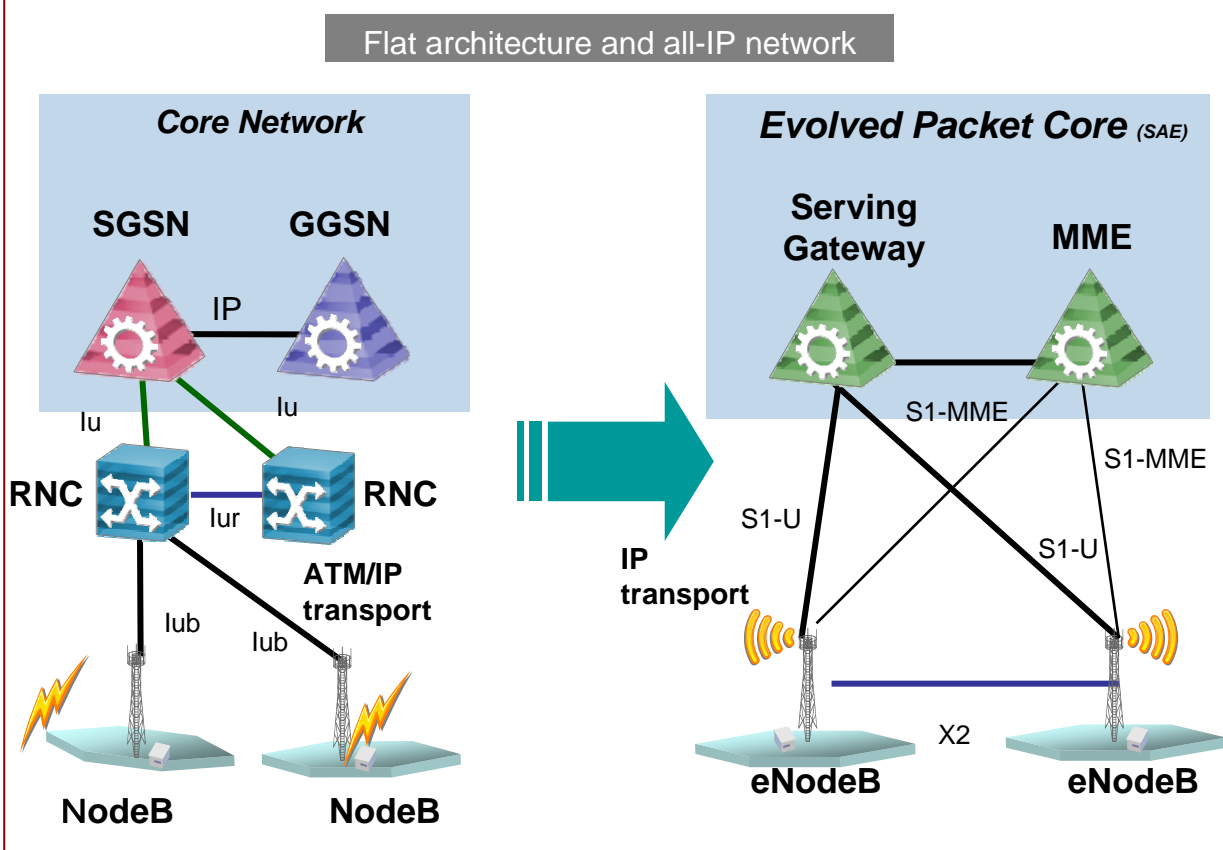 Flat architecture and all-IP network
Core Network
SGSN
GGSN
IP
Iu
Iu
RNC
RNC
Iur
ATM/IP
transport
Iub
Iub
NodeB
NodeB
IP
transport
Evolved Packet Core (SAE)
Serving
Gateway
MME
S1-MME
S1-MME
S1-U
S1-U
X2
eNodeB
eNodeB